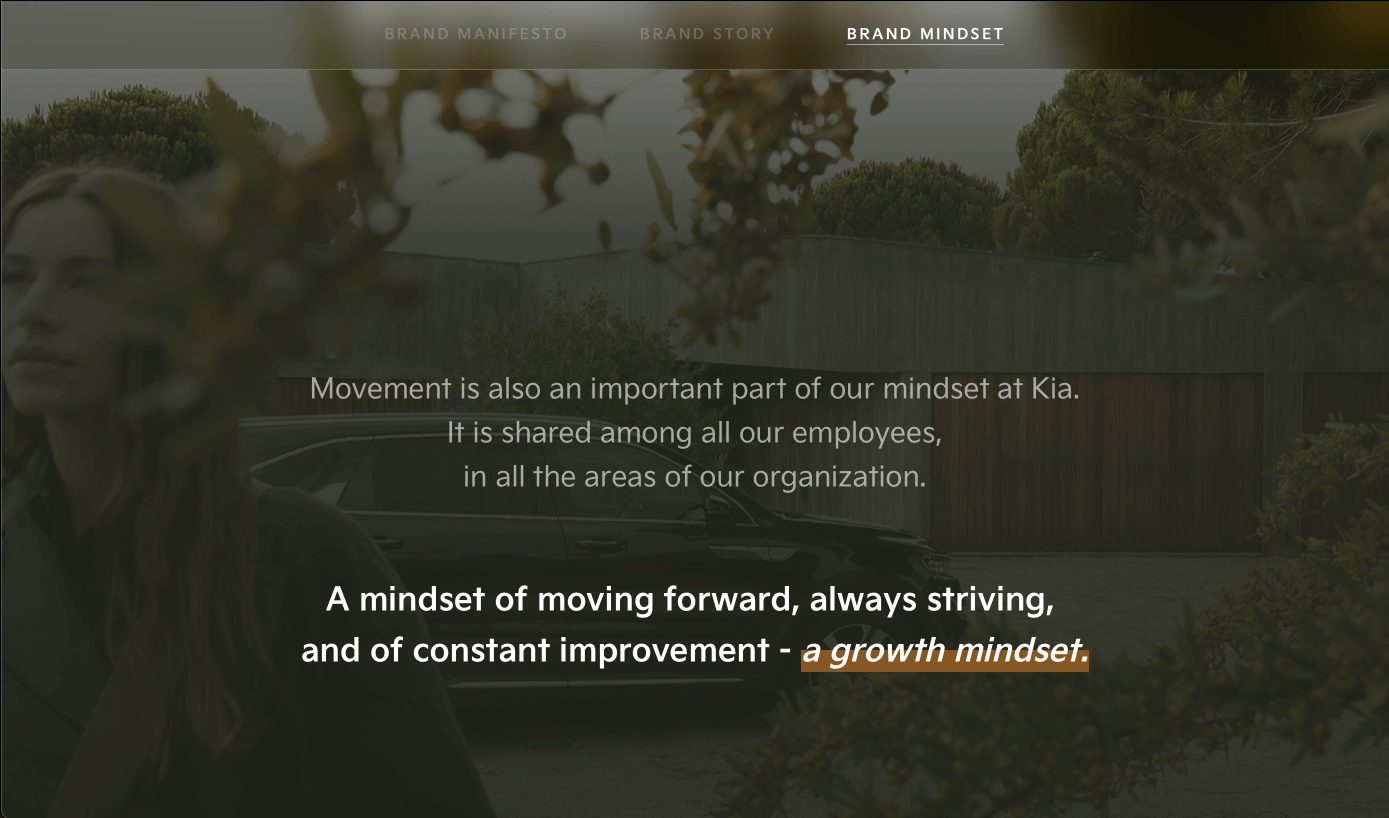 BRAND MANIFESTO
BRAND STORY
BRAND MINDSET
Movement is also an important part of our mindset at Kia.
It is shared among all our employees,
in all the areas of our organization.
A mindset of moving forward, always striving,
and of constant improvement - a growth mindset.